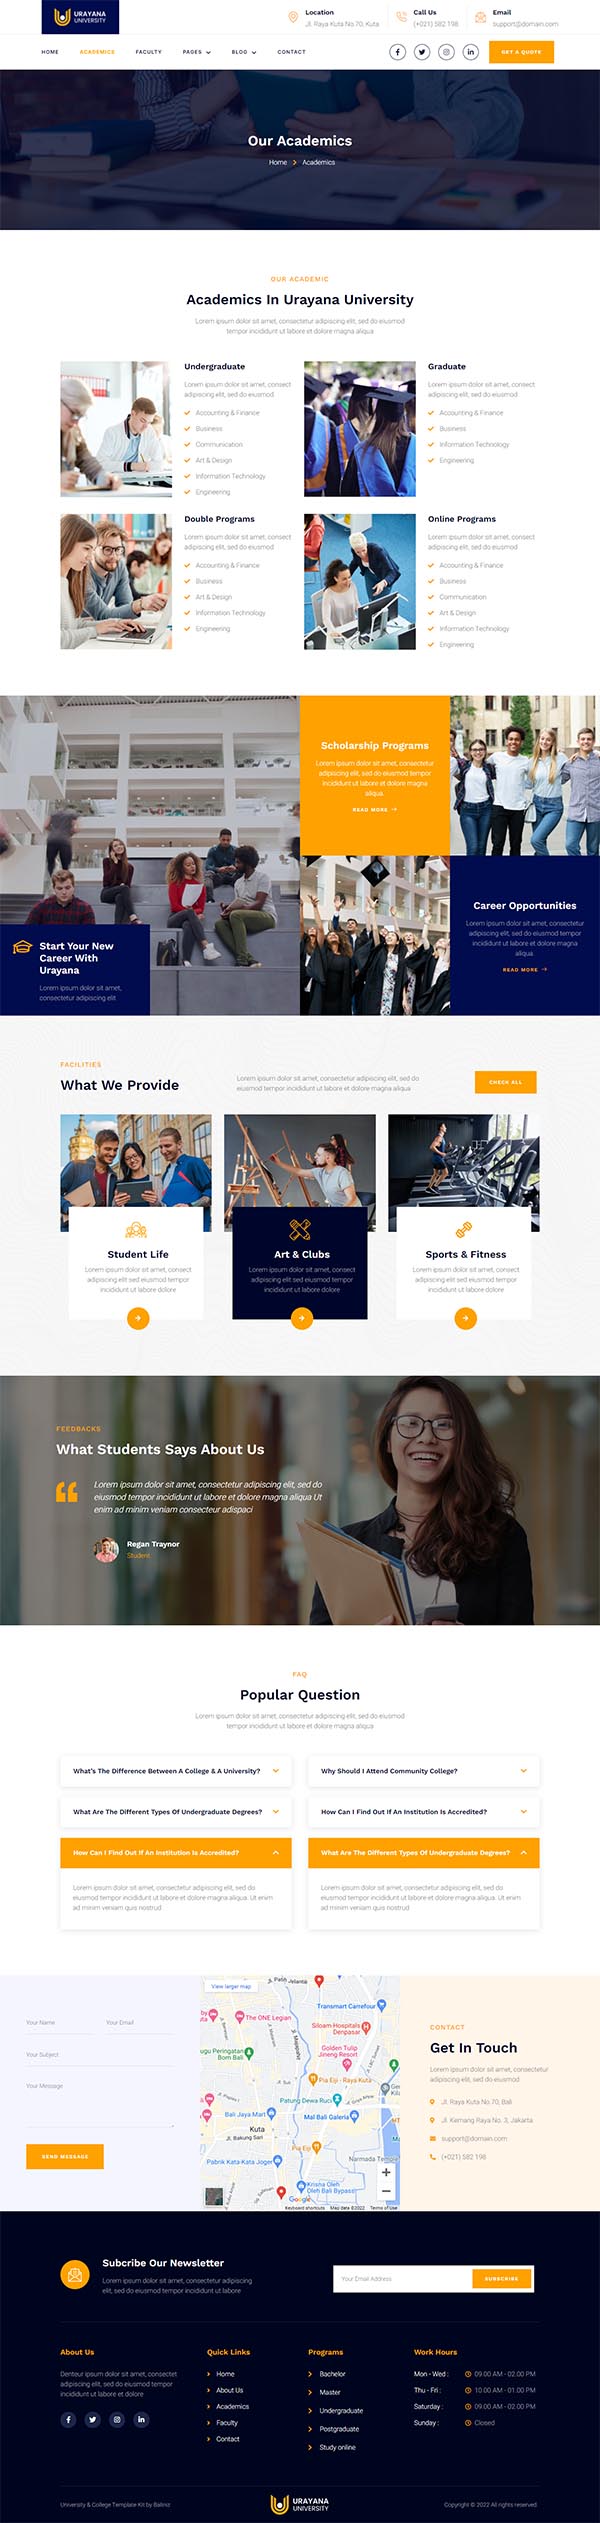 URAYANA
UNIVERSITY
Location
Jl. Raya Kuta No.70, Kuta
Call Us
(+021) 582 198
Email
support@domain.com
HOME
ACADEMICS
FACULTY
PAGES
BLOG
CONTACT
GET A QUOTE
Our Academics
Home
Academics
OUR ACADEMIC
Academics In Urayana University
Lorem ipsum dolor sit amet, consectetur adipiscing elit, sed do eiusmod
tempor incididunt ut labore et dolore magna aliqua
Undergraduate
Lorem ipsum dolor sit amet, consect
adipiscing elit, sed do eiusmod
Accounting & Finance
Business
Communication
Art & Design
Information Technology
Engineering
Graduate
Lorem ipsum dolor sit amet, consect
adipiscing elit, sed do eiusmod
Accounting & Finance
Business
Information Technology
Engineering
Double Programs
Lorem ipsum dolor sit amet, consect
adipiscing elit, sed do eiusmod
Accounting & Finance
Business
Art & Design
Information Technology
Engineering
Online Programs
Lorem ipsum dolor sit amet, consect
adipiscing elit, sed do eiusmod
Accounting & Finance
Business
Communication
Art & Design
Information Technology
Engineering
Scholarship Programs
Lorem ipsum dolor sit amet, consectetur
adipiscing elit, sed do eiusmod tempor
incididunt ut labore et dolore magna
aliqua.
READ MORE
Start Your New
Career With
Urayana
Lorem ipsum dolor sit amet,
consectetur adipiscing elit
Career Opportunities
Lorem ipsum dolor sit amet, consectetur
adipiscing elit, sed do eiusmod tempor
incididunt ut labore et dolore magna
aliqua.
READ MORE
FACILITIES
What We Provide
Lorem ipsum dolor sit amet, consectetur adipiscing elit, sed do
eiusmod tempor incididunt ut labore et dolore magna aliqua
CHECK ALL
Student Life
Lorem ipsum dolor sit amet, consect
adipiscing elit, sed do eiusmod tempor
incididunt ut labore dolore
Art & Clubs
Lorem ipsum dolor sit amet, consect
adipiscing elit, sed do eiusmod tempor
incididunt ut labore dolore
Sports & Fitness
Lorem ipsum dolor sit amet, consect
adipiscing elit, sed do eiusmod tempor
incididunt ut labore dolore
FEEDBACKS
What Students Says About Us
Lorem ipsum dolor sit amet, consectetur adipiscing elit, sed do
eiusmod tempor incididunt ut labore et dolore magna aliqua Ut
enim ad minim veniam consecteur adispaci
Regan Traynor
Student
FAQ
Popular Question
Lorem ipsum dolor sit amet, consectetur adipiscing elit, sed do eiusmod
tempor incididunt ut labore et dolore magna aliqua
What's The Difference Between A College & A University?
What Are The Different Types Of Undergraduate Degrees?
How Can I Find Out If An Institution Is Accredited?
Lorem ipsum dolor sit amet, consectetur adipiscing elit, sed do
eiusmod tempor incididunt ut labore et dolore magna aliqua. Ut enim
ad minim veniam quis nostrud
Why Should I Attend Community College?
How Can I Find Out If An Institution Is Accredited?
What Are The Different Types Of Undergraduate Degrees?
Lorem ipsum dolor sit amet, consectetur adipiscing elit, sed do
eiusmod tempor incididunt ut labore et dolore magna aliqua. Ut enim
ad minim veniam quis nostrud
Your Name
Your Email
Your Subject
Your Message
SEND MESSAGE
View larger map
Transmart Carrefour
The ONE Legian
Siloam Hospitals
Denpasar
ugu Peringatan
Bom Bali
Golden Tulip
Jineng Resort
Pia Eiji - Raya Kuta
Patung Dewa Ruci
Bali Jaya Mart
Mal Bali Galeria
Kuta
Jl. Bakung Sari
Pia Eiji
Pabrik Kata Kata Joger
Narmada Temple
Krisha Oleh
Oleh Bali Bypass
Google
Keyboard shortcuts
Map data ©2022
Terms of Use
CONTACT
Get In Touch
Lorem ipsum dolor sit amet, consectetur
adipiscing elit, sed do eiusmod
Jl. Raya Kuta No.70, Bali
Jl. Kemang Raya No. 3, Jakarta
support@domain.com
(+021) 582 198
Subcribe Our Newsletter
Lorem ipsum dolor sit amet, consectetur adipiscing
elit, sed do eiusmod tempor incididunt ut labore
Your Email Address
SUBSCRIBE
About Us
Denteur ipsum dolor sit amet, consectet
adipiscing elit, sed do eiusmod tempor
incididunt ut labore et dolore
Quick Links
Home
About Us
Academics
Faculty
Contact
Programs
Bachelor
Master
Undergraduate
Postgraduate
Study online
Work Hours
Mon - Wed :
09.00 AM - 02.00 PM
Thu - Fri :
10.00 AM - 01.00 PM
Saturday :
09.00 AM - 02.00 PM
Sunday :
Closed
University & College Template Kit by Baliniz
URAYANA
UNIVERSITY
Copyright © 2022 All rights reserved.